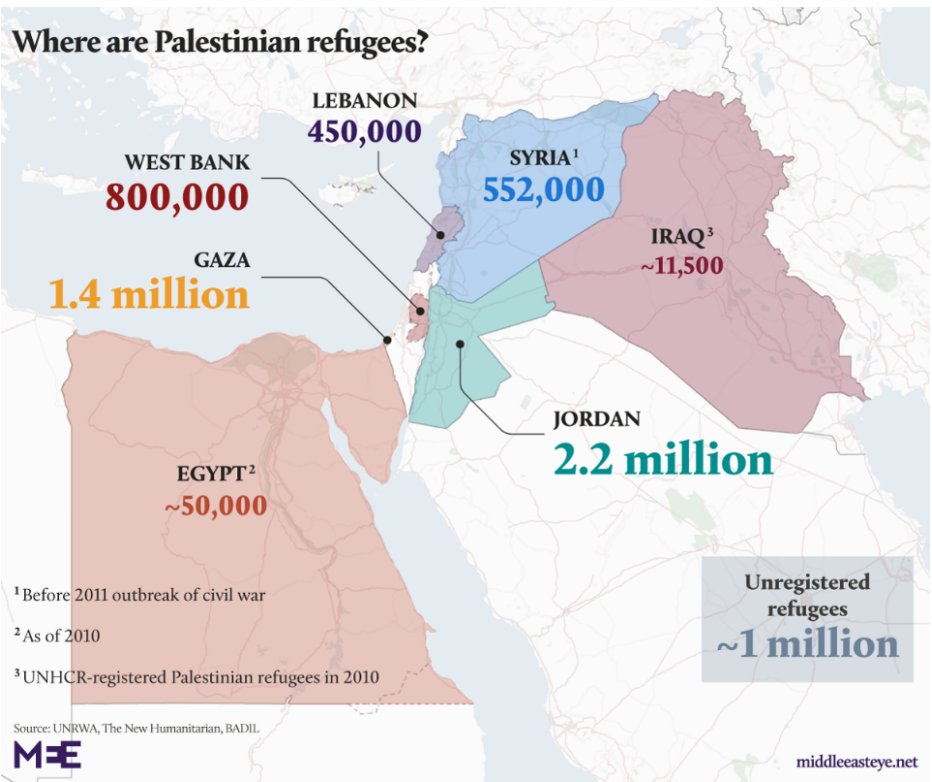 Where are Palestinian refugees?
LEBANON
450,000
WEST BANK
800,000
SYRIA¹
552,000
GAZA
1.4 million
IRAQ³
~11,500
JORDAN
2.2 million
EGYPT²
~50,000
Unregistered
refugees
~1 million
¹ Before 2011 outbreak of civil war
² As of 2010
³ UNHCR-registered Palestinian refugees in 2010
Source: UNRWA, The New Humanitarian, BADIL
MEE
middleeasteye.net